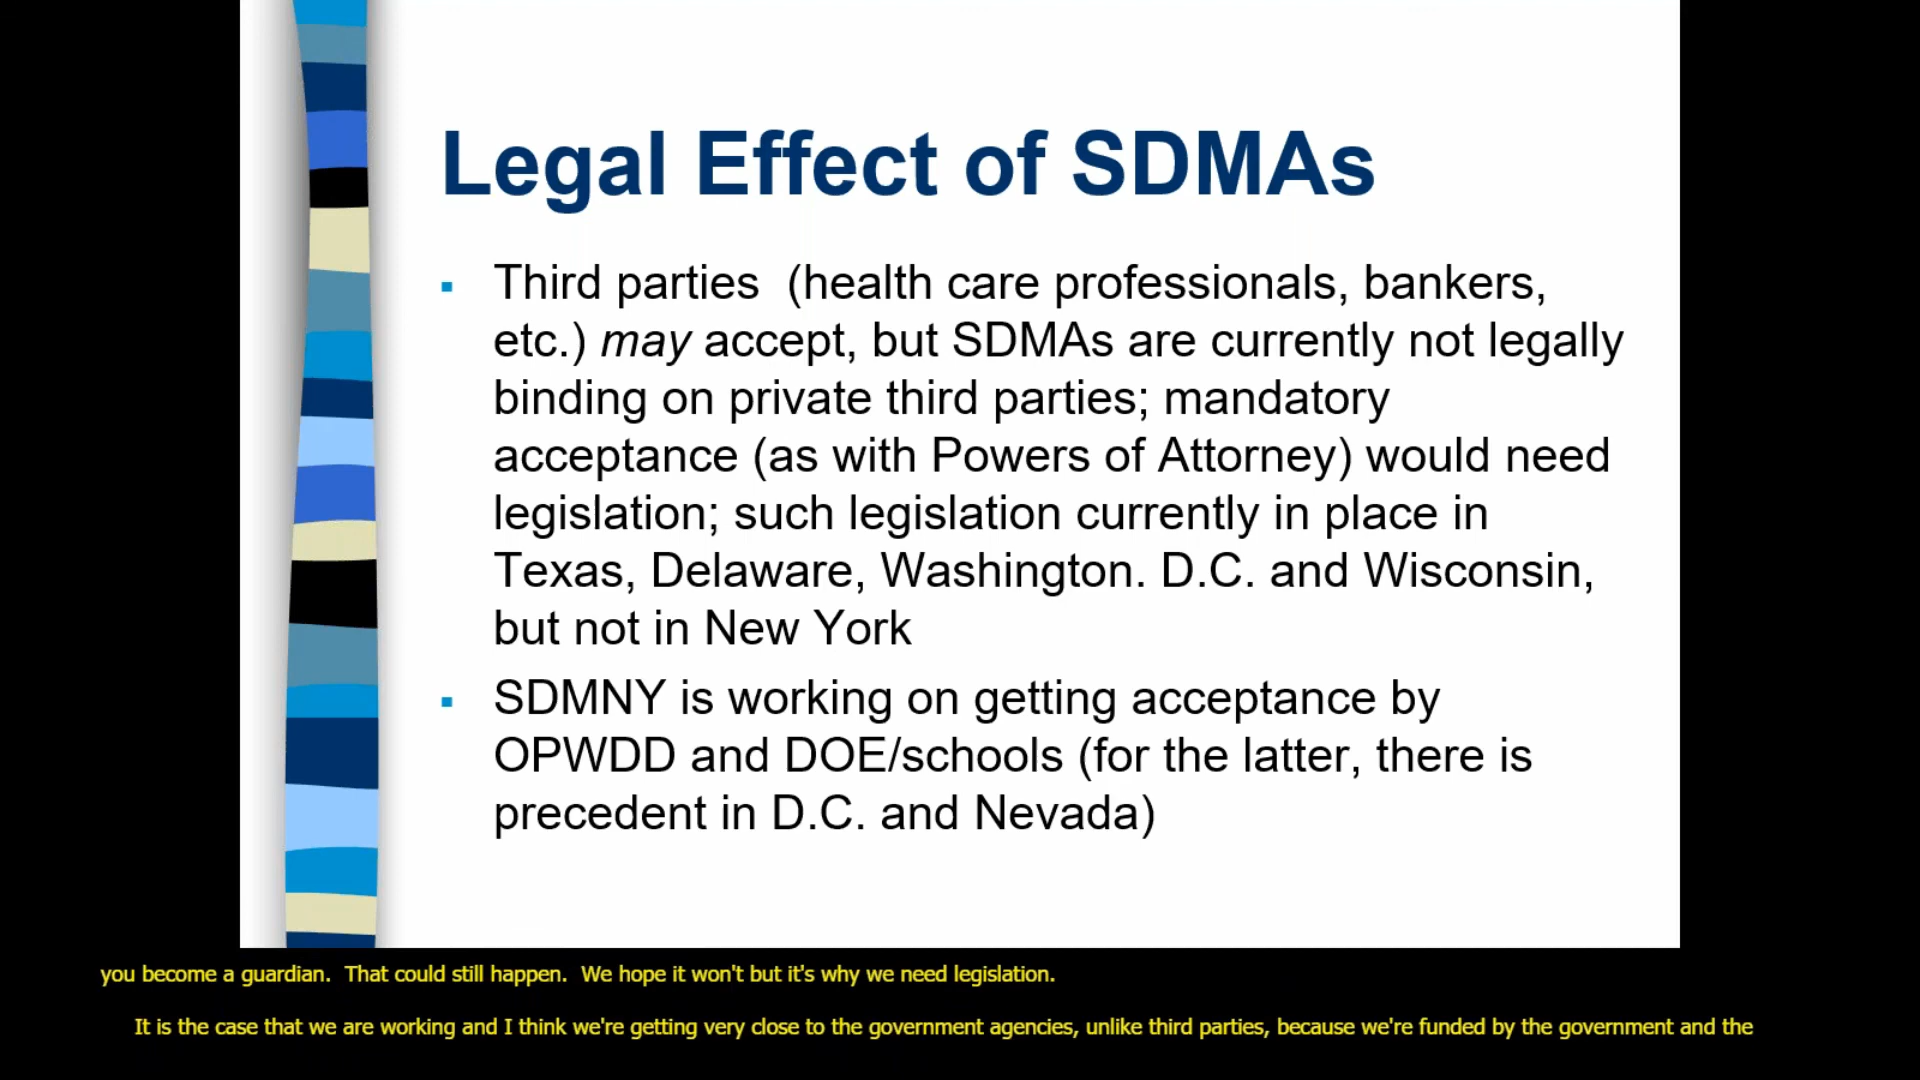 Legal Effect of SDMAs
▪ Third parties  (health care professionals, bankers,
etc.) may accept, but SDMAs are currently not legally
binding on private third parties; mandatory
acceptance (as with Powers of Attorney) would need
legislation; such legislation currently in place in
Texas, Delaware, Washington. D.C. and Wisconsin,
but not in New York
▪ SDMNY is working on getting acceptance by
OPWDD and DOE/schools (for the latter, there is
precedent in D.C. and Nevada)
you become a guardian.  That could still happen.  We hope it won't but it's why we need legislation.
It is the case that we are working and I think we're getting very close to the government agencies, unlike third parties, because we're funded by the government and the